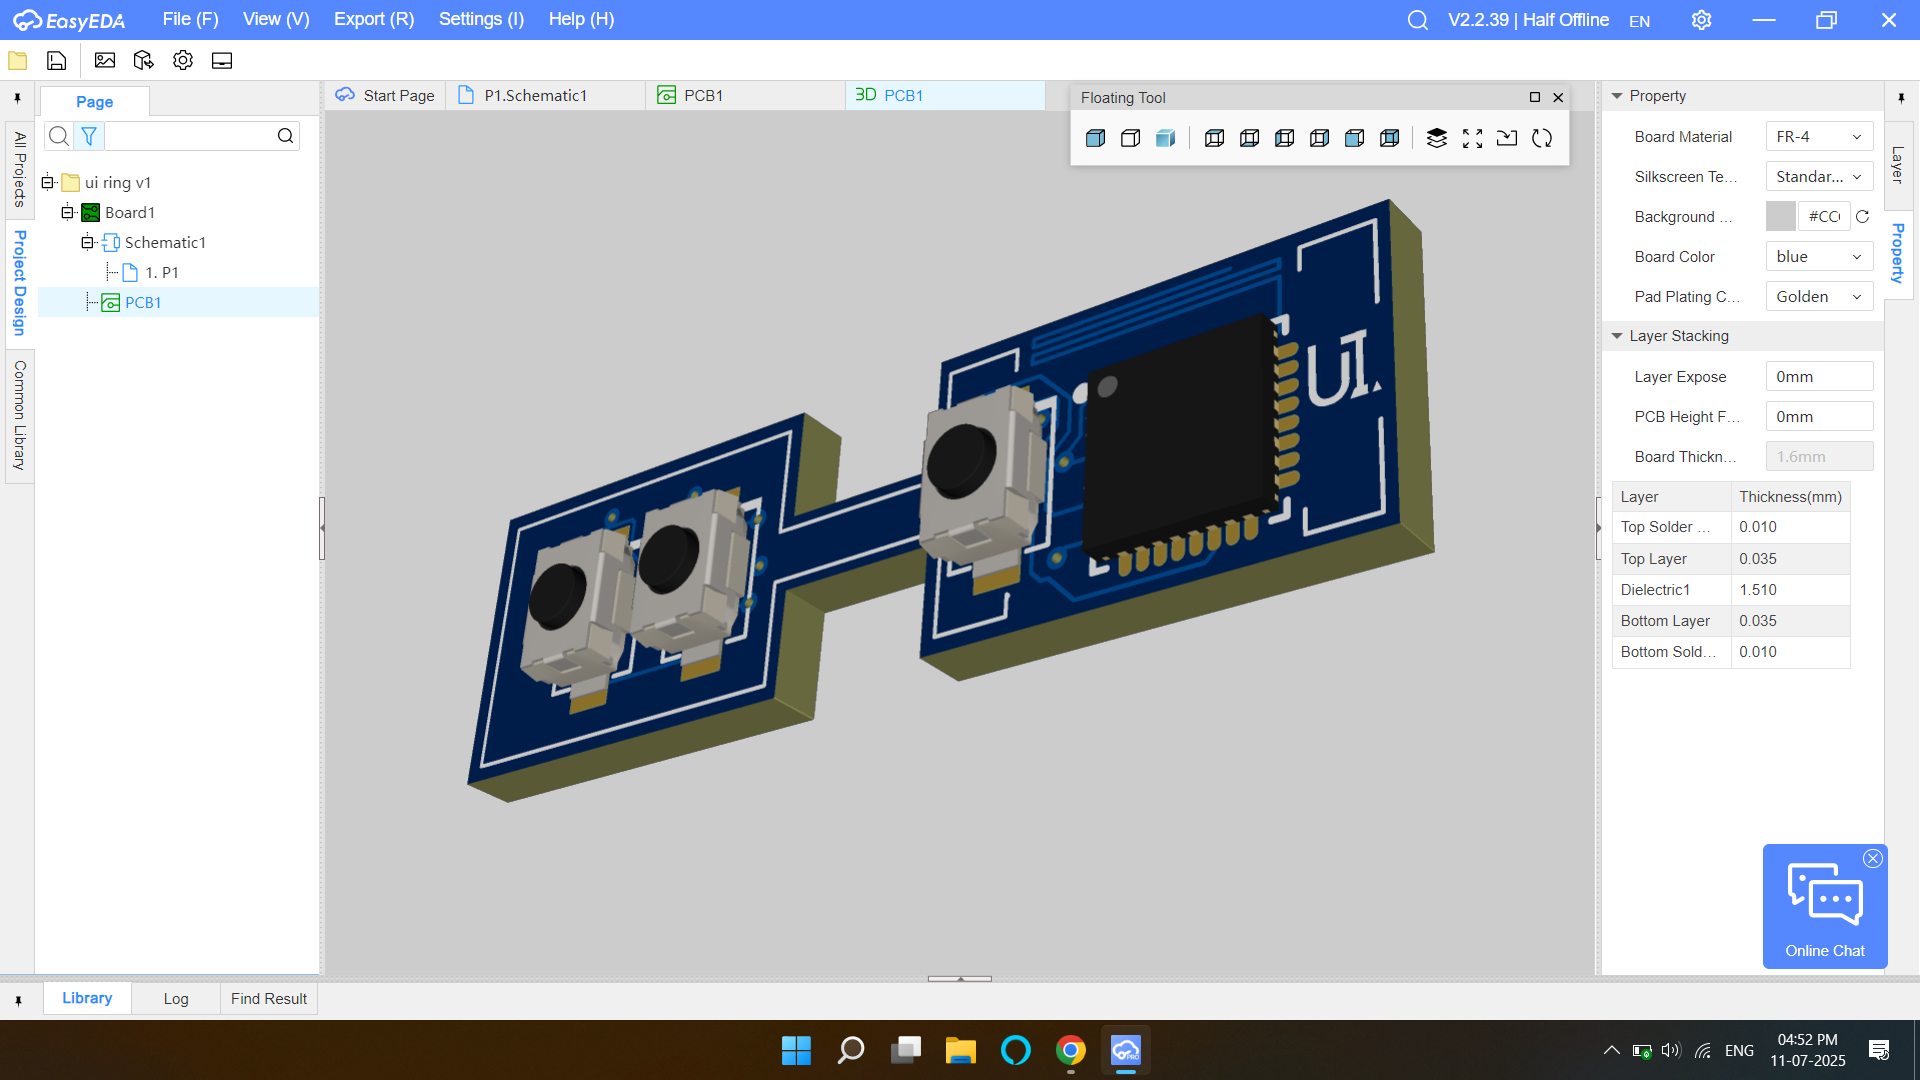 EasyEDA File (F) View (V) Export (R) Settings (I) Help (H) V2.2.39 | Half Offline EN
Page
All Projects
Project Design
Common Library
ui ring v1
Board1
Schematic1
1. P1
PCB1
Start Page P1.Schematic1 PCB1 3D PCB1
Floating Tool
UI.
Property
Board Material FR-4
Silkscreen Te... Standar...
Background ... #CC
Board Color blue
Pad Plating C... Golden
Layer Stacking
Layer Expose 0mm
PCB Height F... 0mm
Board Thickn... 1.6mm
Layer Thickness(mm)
Top Solder ... 0.010
Top Layer 0.035
Dielectric1 1.510
Bottom Layer 0.035
Bottom Sold... 0.010
Layer
Property
Online Chat
Library Log Find Result
PRO
ENG
04:52 PM
11-07-2025